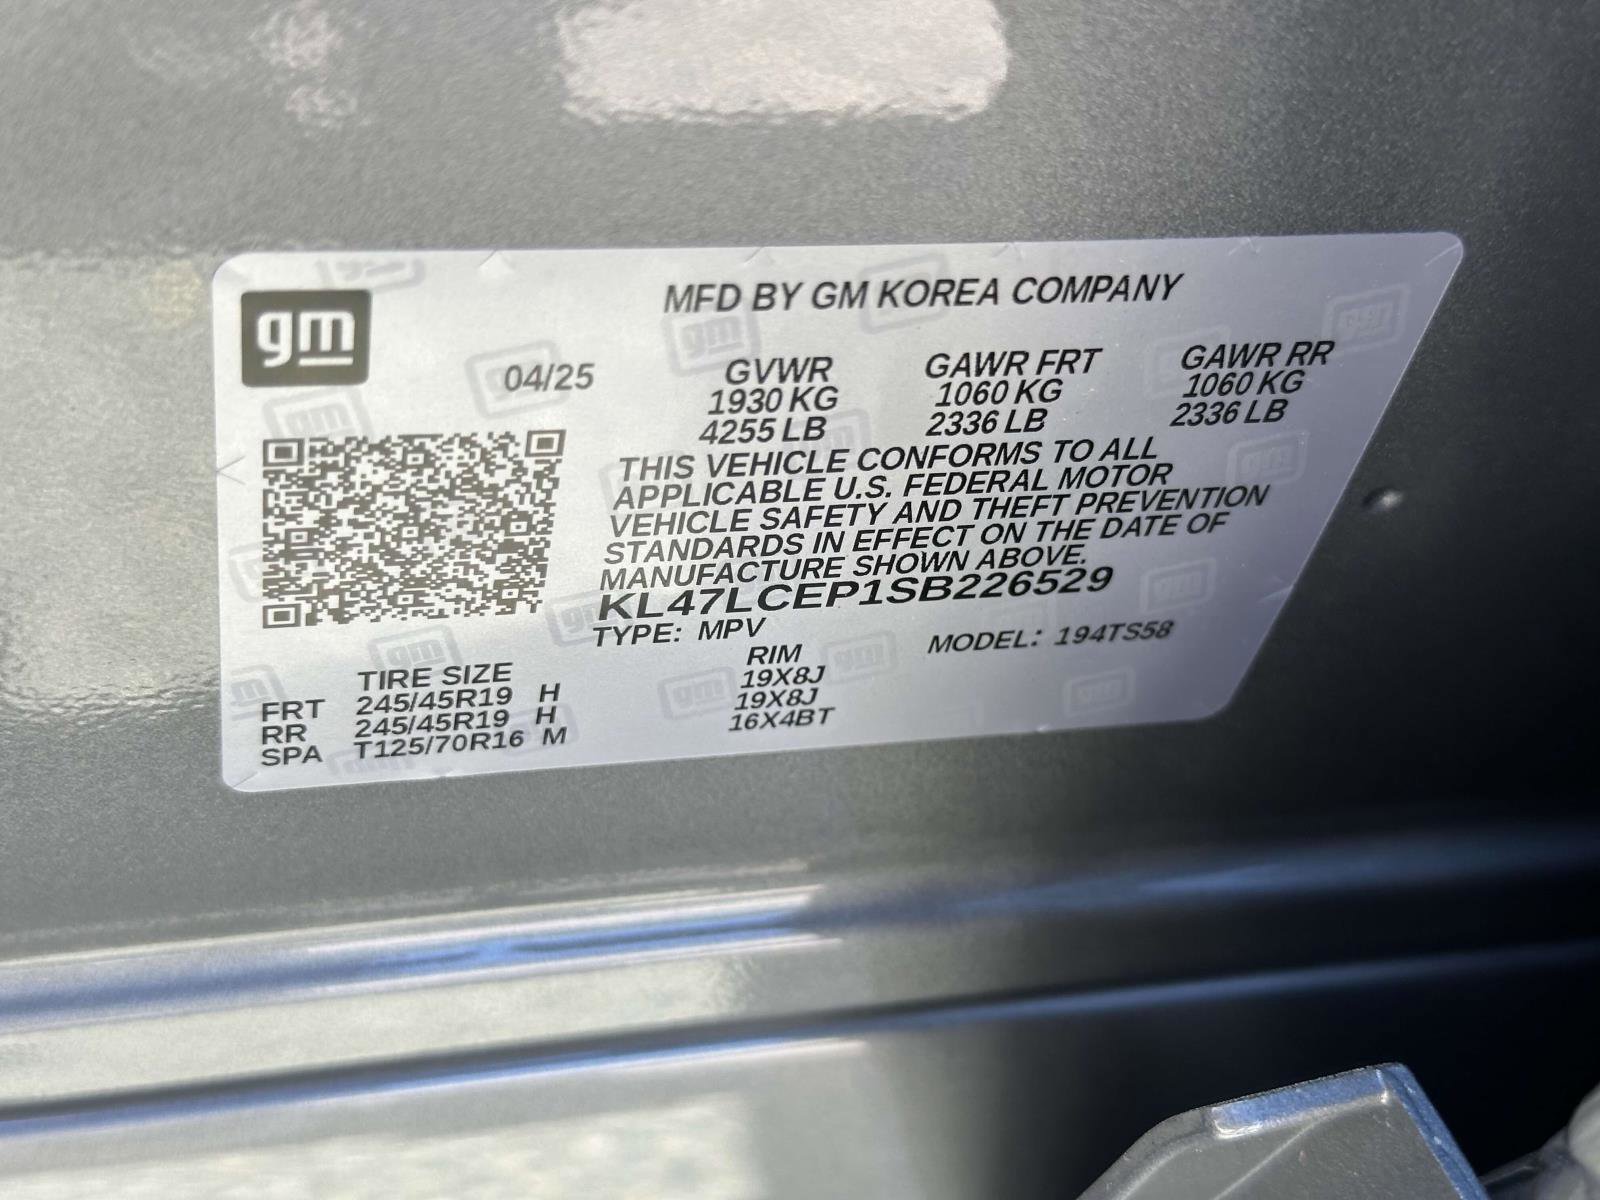 gm
MFD BY GM KOREA COMPANY
04/25
GVWR GAWR FRT GAWR RR
1930 KG 1060 KG 1060 KG
4255 LB 2336 LB 2336 LB
THIS VEHICLE CONFORMS TO ALL
APPLICABLE U.S. FEDERAL MOTOR
VEHICLE SAFETY AND THEFT PREVENTION
STANDARDS IN EFFECT ON THE DATE OF
MANUFACTURE SHOWN ABOVE.
KL47LCEP1SB226529
TYPE: MPV MODEL: 194TS58
TIRE SIZE RIM
FRT 245/45R19 H 19X8J
RR 245/45R19 H 19X8J
SPA T125/70R16 M 16X4BT